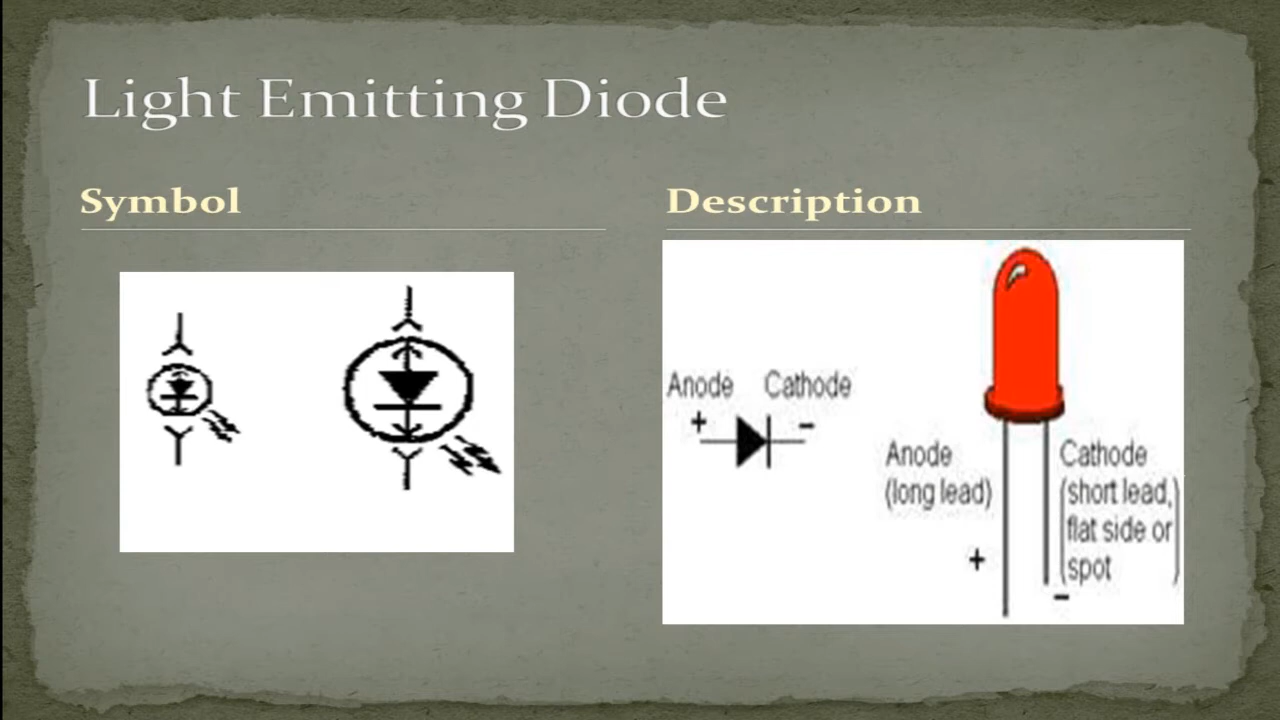 Light Emitting Diode
Symbol
Description
Anode Cathode
+ -
Anode
(long lead)
+
Cathode
(short lead,
flat side or
spot)
-